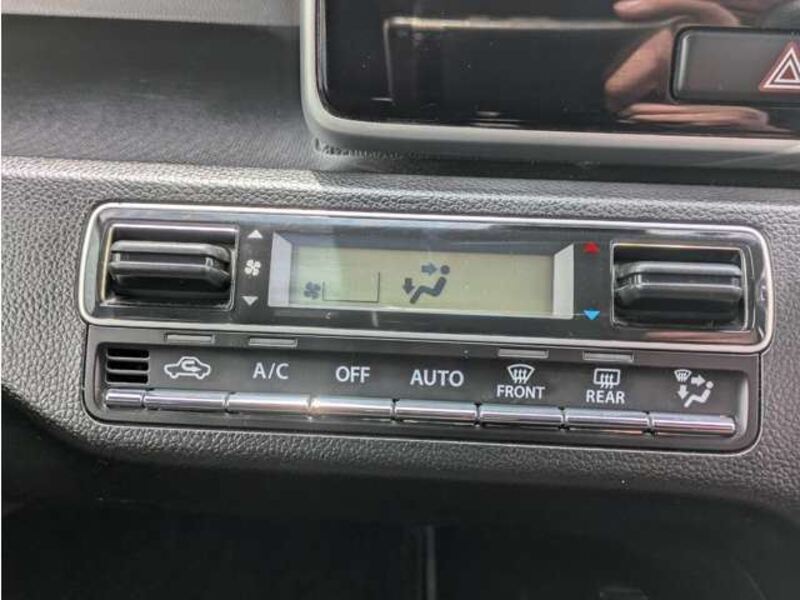 A/C OFF AUTO FRONT REAR